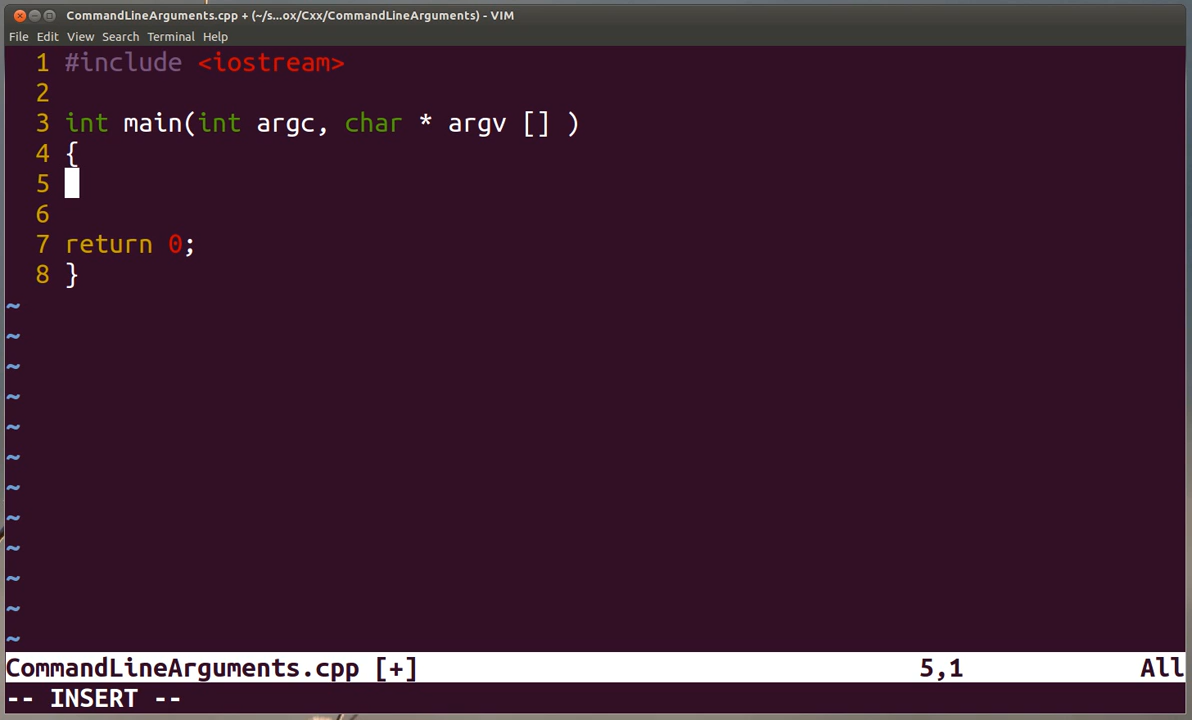 CommandLineArguments.cpp + (~/s...ox/Cxx/CommandLineArguments) - VIM
File Edit View Search Terminal Help
1 #include <iostream>
2
3 int main(int argc, char * argv [] )
4 {
5
6
7 return 0;
8 }
~
~
~
~
~
~
~
~
~
~
~
~
CommandLineArguments.cpp [+] 5,1 All
-- INSERT --